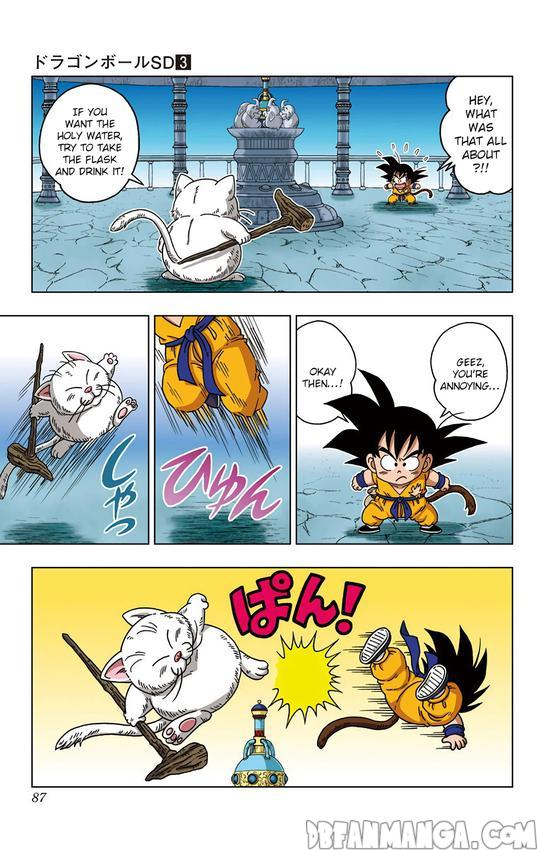 ドラゴンボールSD3
HEY,
WHAT
WAS
THAT ALL
ABOUT
?!!
IF YOU
WANT THE
HOLY WATER,
TRY TO TAKE
THE FLASK
AND DRINK IT!
GEEZ,
YOU'RE
ANNOYING...
OKAY
THEN...!
ひゅん
しゃっ
ぱん!
87
DBFANMANGA.COM